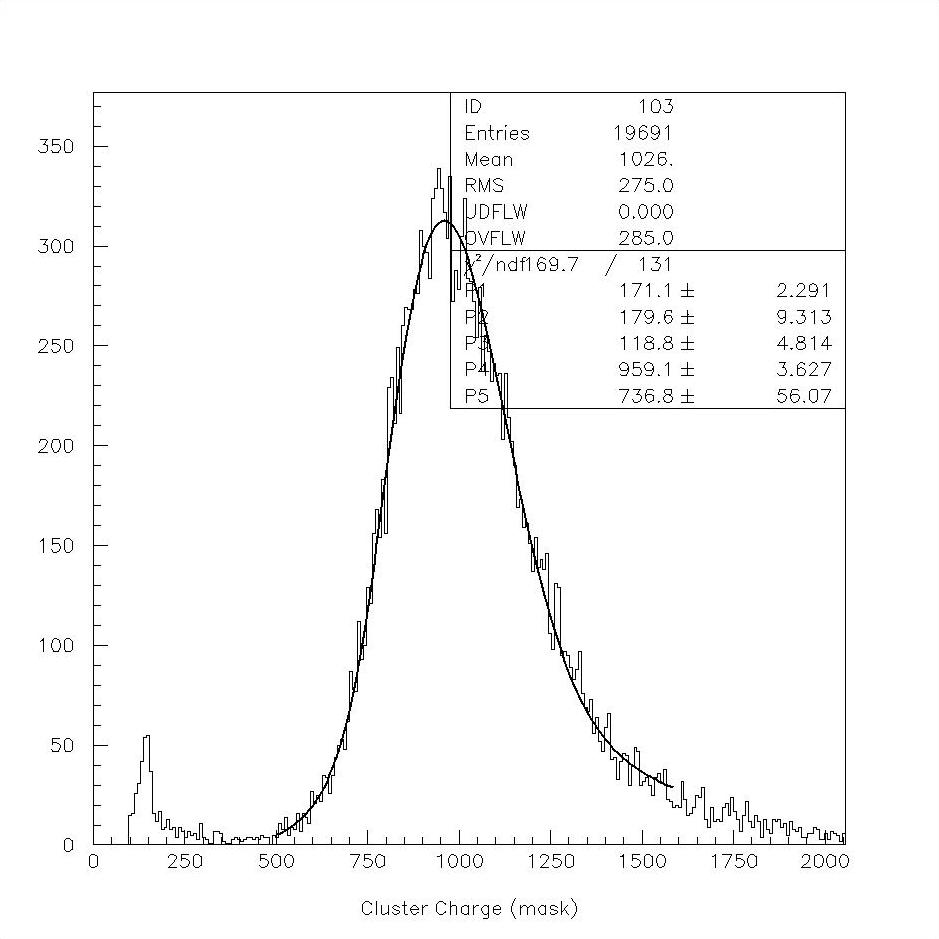 ID 103
Entries 19691
Mean 1026.
RMS 275.0
UDFLW 0.000
OVFLW 285.0
χ²/ndf169.7 / 131
P1 171.1 ± 2.291
P2 179.6 ± 9.313
P3 118.8 ± 4.814
P4 959.1 ± 3.627
P5 736.8 ± 56.07
350
300
250
200
150
100
50
0
0 250 500 750 1000 1250 1500 1750 2000
Cluster Charge (mask)